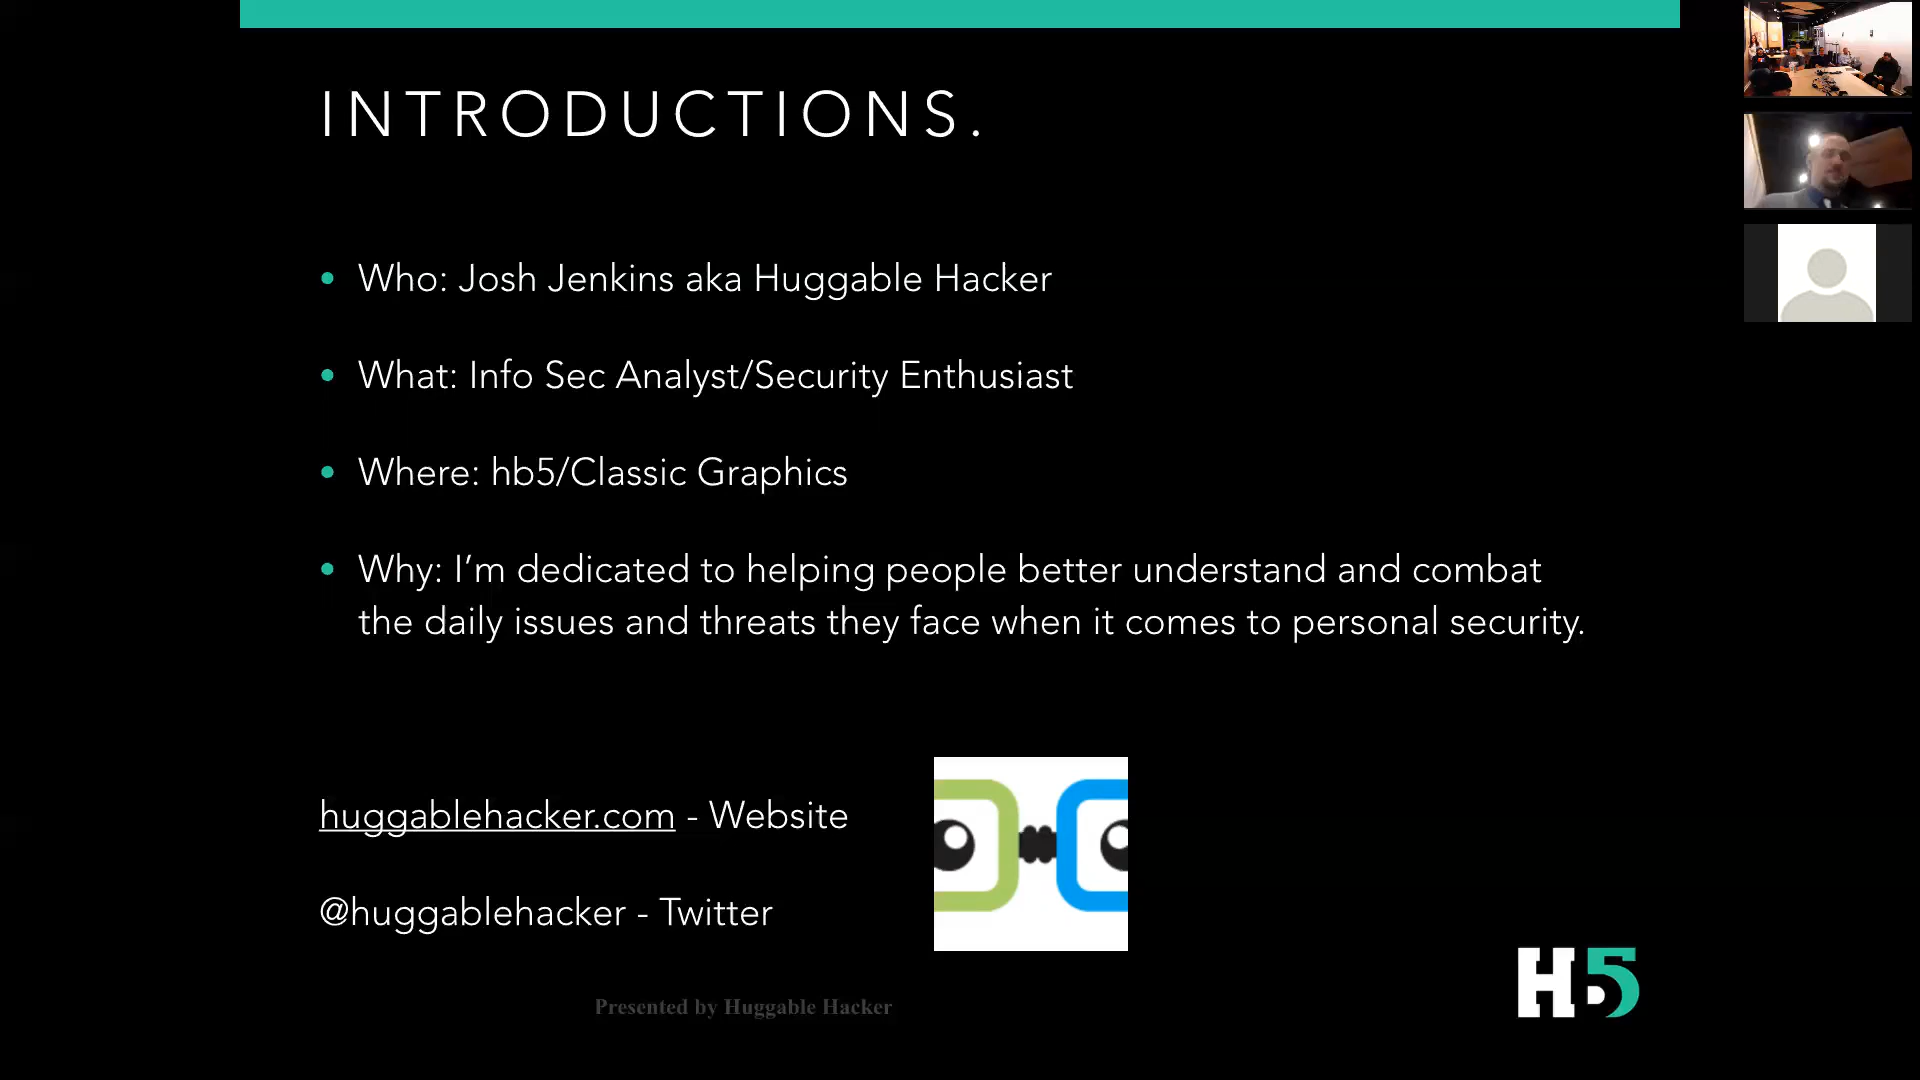 INTRODUCTIONS.
Who: Josh Jenkins aka Huggable Hacker
What: Info Sec Analyst/Security Enthusiast
Where: hb5/Classic Graphics
Why: I’m dedicated to helping people better understand and combat
the daily issues and threats they face when it comes to personal security.
huggablehacker.com - Website
@huggablehacker - Twitter
Presented by Huggable Hacker
Hb5